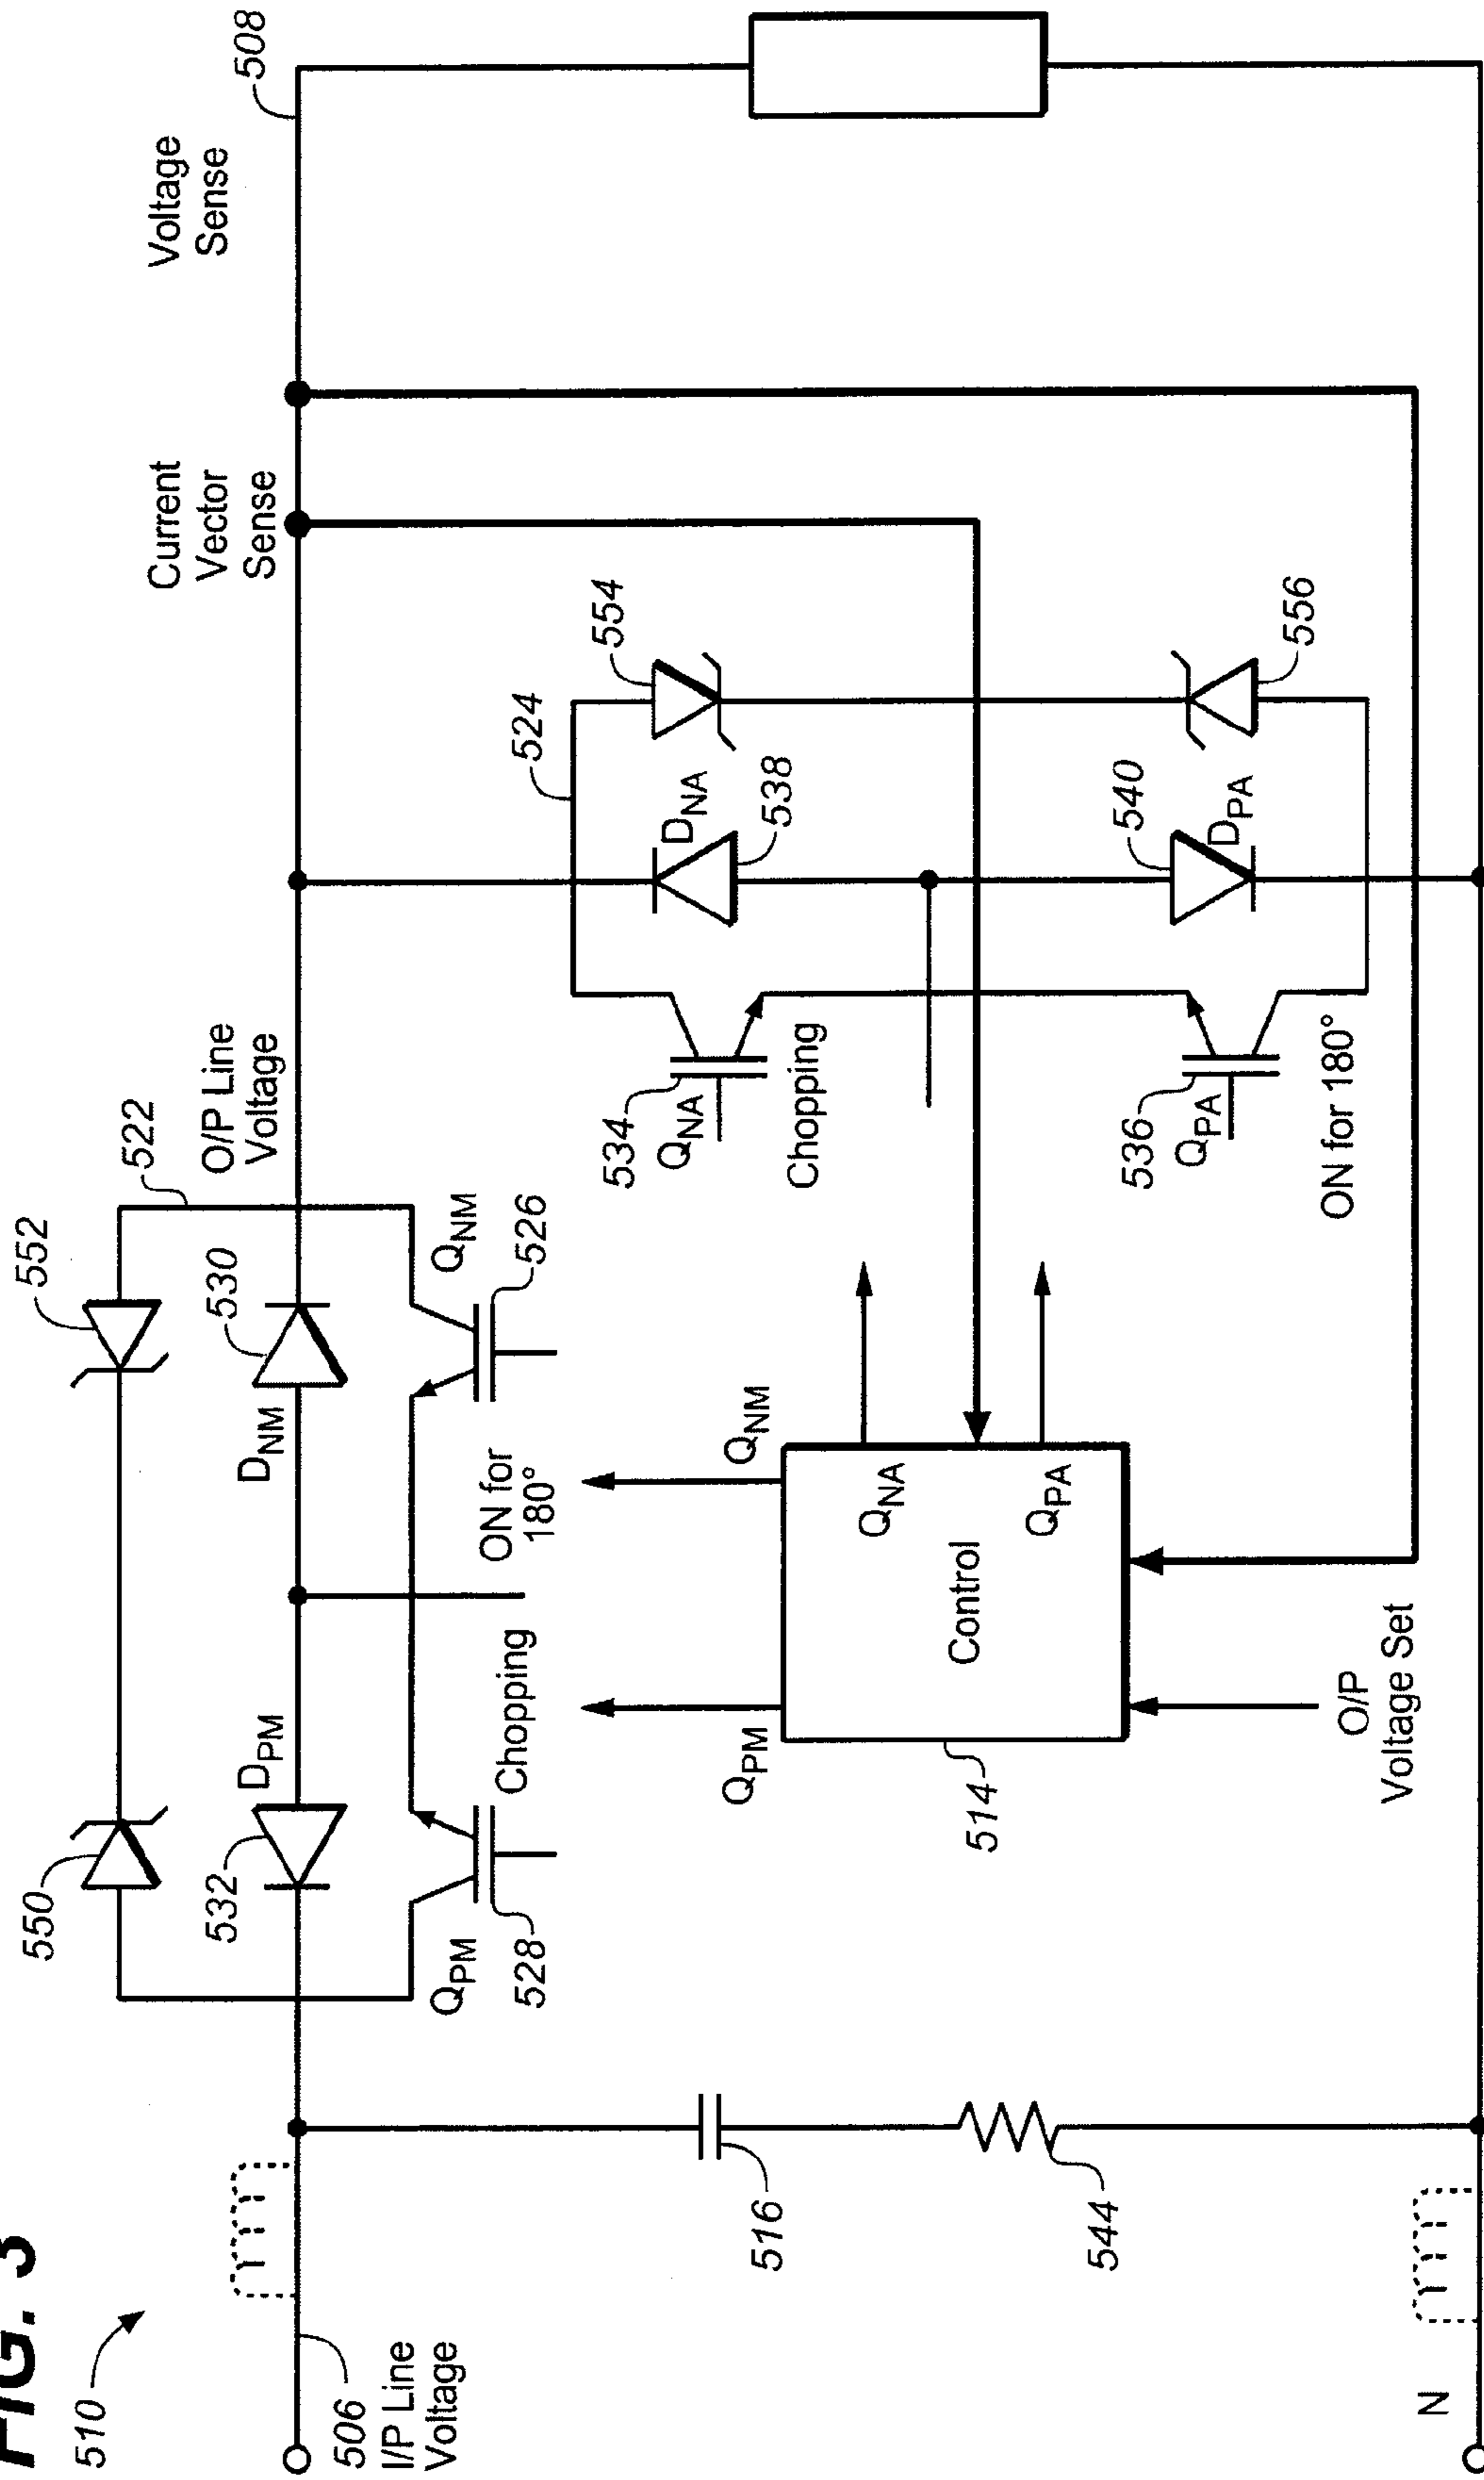 FIG. 3
510
506
I/P Line
Voltage
N
516
544
550
532
D_PM
Q_PM
528
Chopping
552
522
530
D_NM
Q_NM
526
ON for
180°
O/P Line
Voltage
Q_PM
Q_NM
Q_NA
Control
Q_PA
514
O/P
Voltage Set
534
Q_NA
Chopping
536
Q_PA
ON for 180°
524
D_NA
538
540
D_PA
554
556
Current
Vector
Sense
Voltage
Sense
508